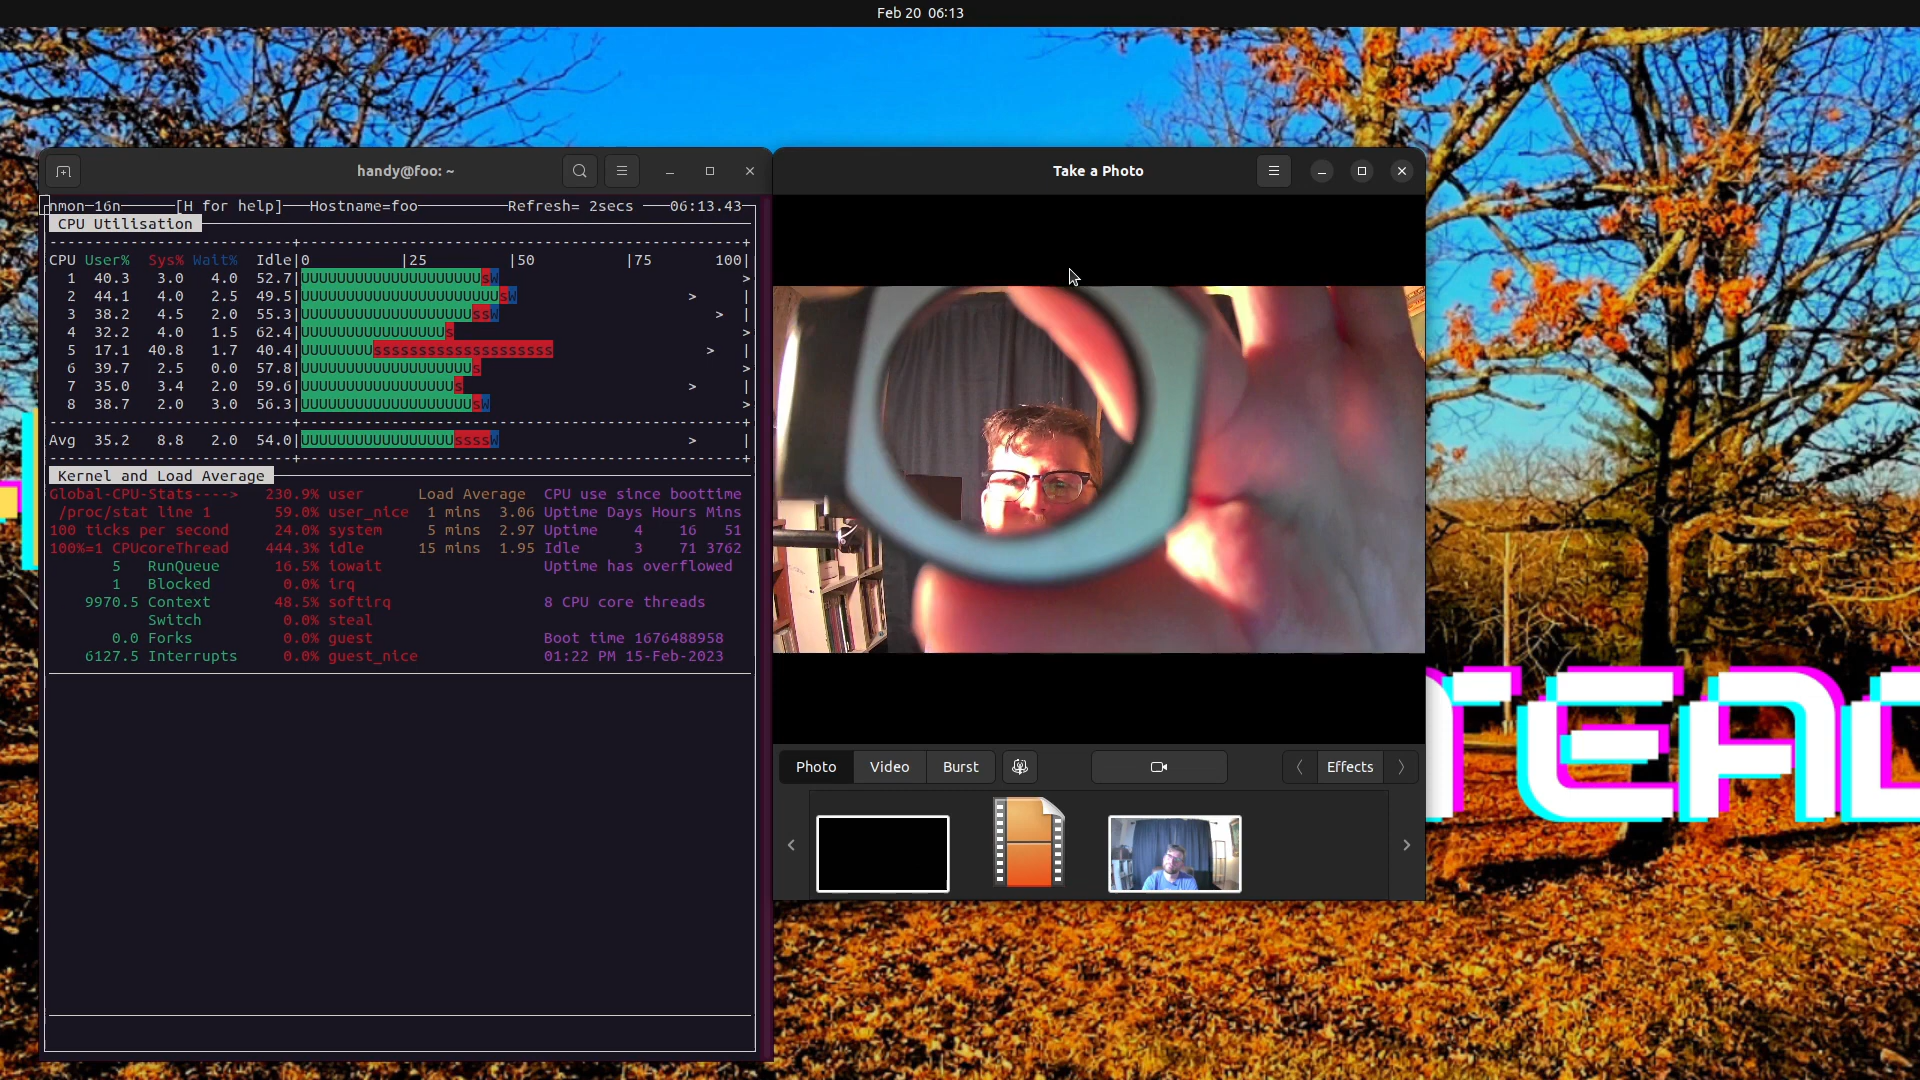 Feb 20 06:13
handy@foo: ~
nmon-16n [H for help] Hostname=foo Refresh= 2secs 06:13.43
CPU Utilisation
CPU User% Sys% Wait% Idle|0 |25 |50 |75 100|
1 40.3 3.0 4.0 52.7|UUUUUUUUUUUUUUUUUUUUsW >
2 44.1 4.0 2.5 49.5|UUUUUUUUUUUUUUUUUUUUUUsW > |
3 38.2 4.5 2.0 55.3|UUUUUUUUUUUUUUUUUUUssW > |
4 32.2 4.0 1.5 62.4|UUUUUUUUUUUUUUUUs >
5 17.1 40.8 1.7 40.4|UUUUUUUUssssssssssssssssssss > |
6 39.7 2.5 0.0 57.8|UUUUUUUUUUUUUUUUUUUs >
7 35.0 3.4 2.0 59.6|UUUUUUUUUUUUUUUUUs > |
8 38.7 2.0 3.0 56.3|UUUUUUUUUUUUUUUUUUUsW >
Avg 35.2 8.8 2.0 54.0|UUUUUUUUUUUUUUUUUssssW > |
Kernel and Load Average
Global-CPU-Stats----> 230.9% user Load Average CPU use since boottime
/proc/stat line 1 59.0% user_nice 1 mins 3.06 Uptime Days Hours Mins
100 ticks per second 24.0% system 5 mins 2.97 Uptime 4 16 51
100%=1 CPUcoreThread 444.3% idle 15 mins 1.95 Idle 3 71 3762
5 RunQueue 16.5% iowait Uptime has overflowed
1 Blocked 0.0% irq
9970.5 Context 48.5% softirq 8 CPU core threads
Switch 0.0% steal
0.0 Forks 0.0% guest Boot time 1676488958
6127.5 Interrupts 0.0% guest_nice 01:22 PM 15-Feb-2023
Take a Photo
Photo Video Burst Effects